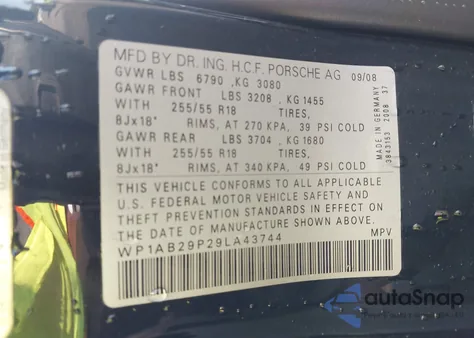 MFD BY DR. ING. H.C.F. PORSCHE AG 09/08
GVWR LBS 6790 ,KG 3080
GAWR FRONT LBS 3208 ,KG 1455
WITH 255/55 R18 TIRES,
8Jx18" RIMS, AT 270 KPA, 39 PSI COLD
GAWR REAR LBS 3704 ,KG 1680
WITH 255/55 R18 TIRES,
8Jx18" RIMS, AT 340 KPA, 49 PSI COLD
THIS VEHICLE CONFORMS TO ALL APPLICABLE
U.S. FEDERAL MOTOR VEHICLE SAFETY AND
THEFT PREVENTION STANDARDS IN EFFECT ON
THE DATE OF MANUFACTURE SHOWN ABOVE.
WP1AB29P29LA43744 MPV
MADE IN GERMANY
3843153 2008 37
autoSnap